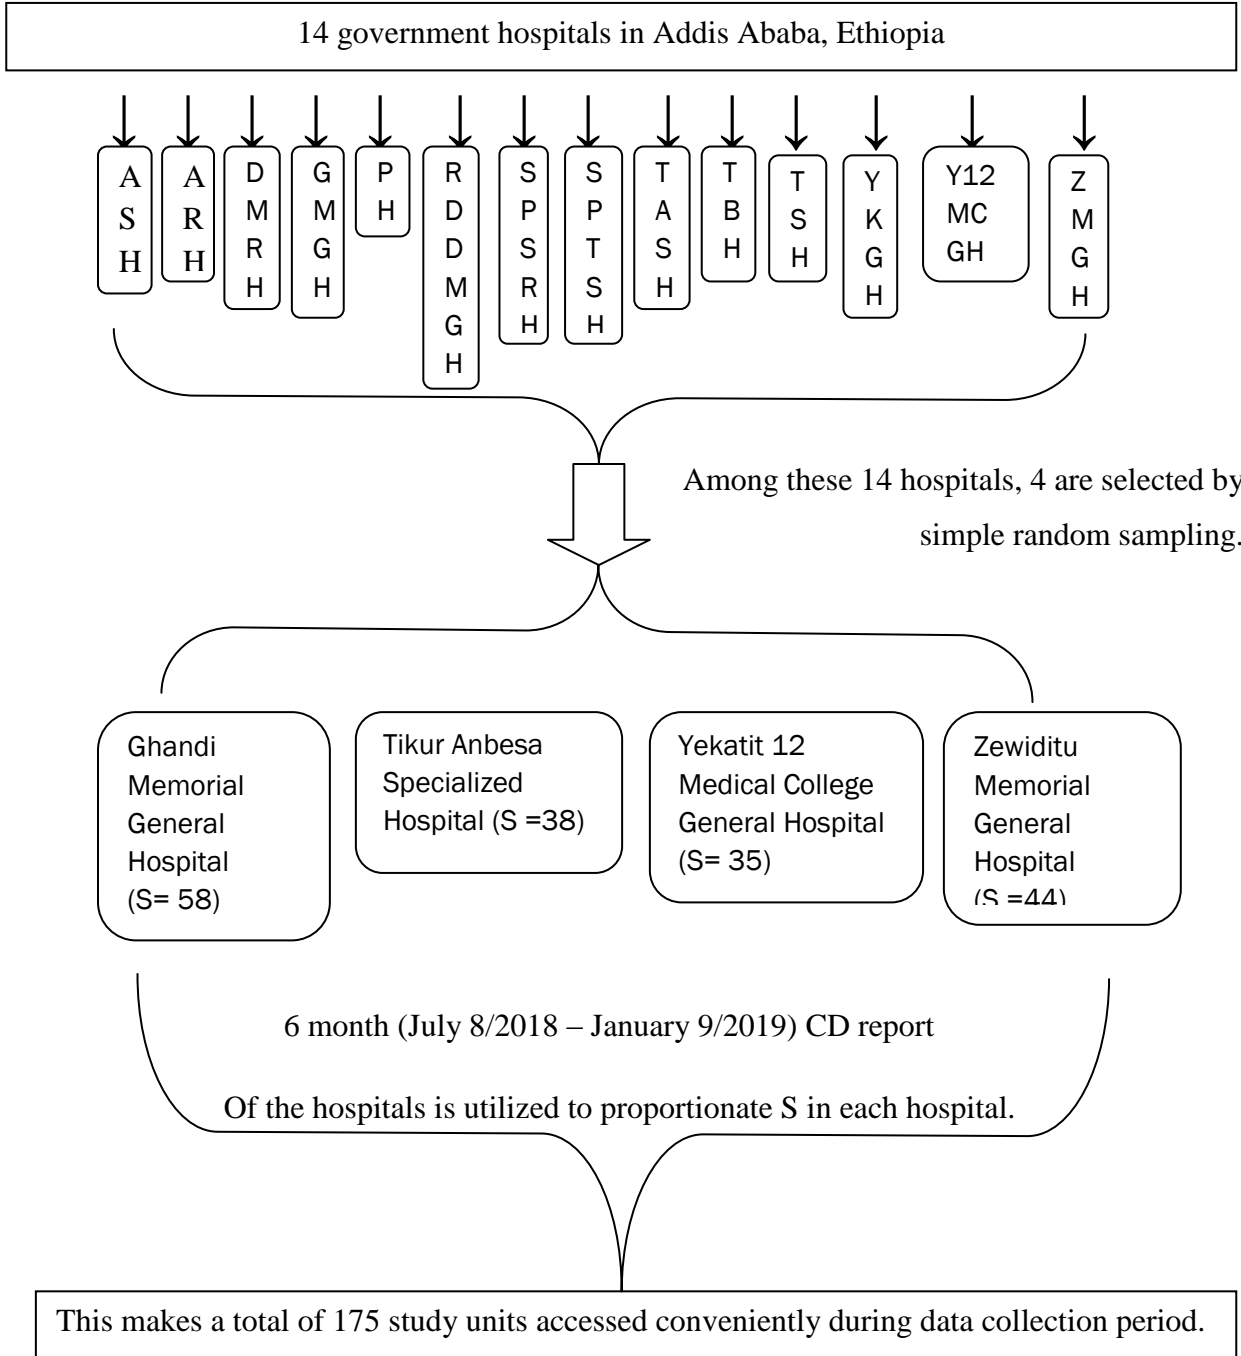 14 government hospitals in Addis Ababa, Ethiopia
A
S
H
A
R
H
D
M
R
H
G
M
G
H
P
H
R
D
D
M
G
H
S
P
S
R
H
S
P
T
S
H
T
A
S
H
T
B
H
T
S
H
Y
K
G
H
Y12
MC
GH
Z
M
G
H
Among these 14 hospitals, 4 are selected by
simple random sampling.
Ghandi
Memorial
General
Hospital
(S= 58)
Tikur Anbesa
Specialized
Hospital (S =38)
Yekatit 12
Medical College
General Hospital
(S= 35)
Zewiditu
Memorial
General
Hospital
(S =44)
6 month (July 8/2018 – January 9/2019) CD report
Of the hospitals is utilized to proportionate S in each hospital.
This makes a total of 175 study units accessed conveniently during data collection period.